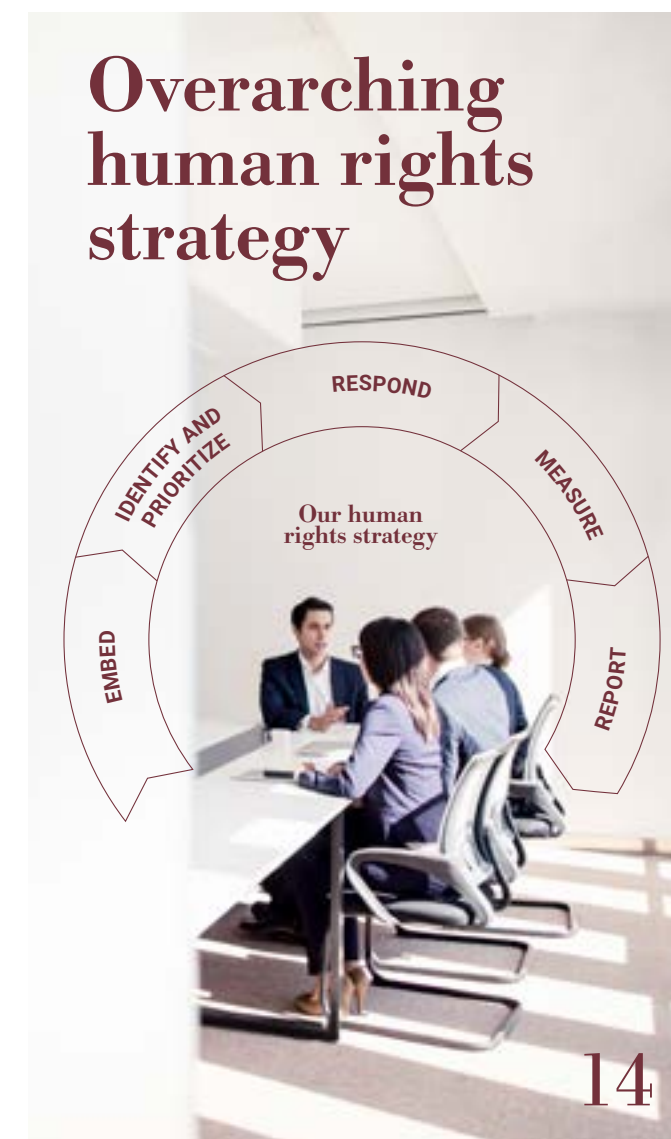 Overarching
human rights
strategy
EMBED
IDENTIFY AND
PRIORITIZE
RESPOND
MEASURE
REPORT
Our human
rights strategy
14